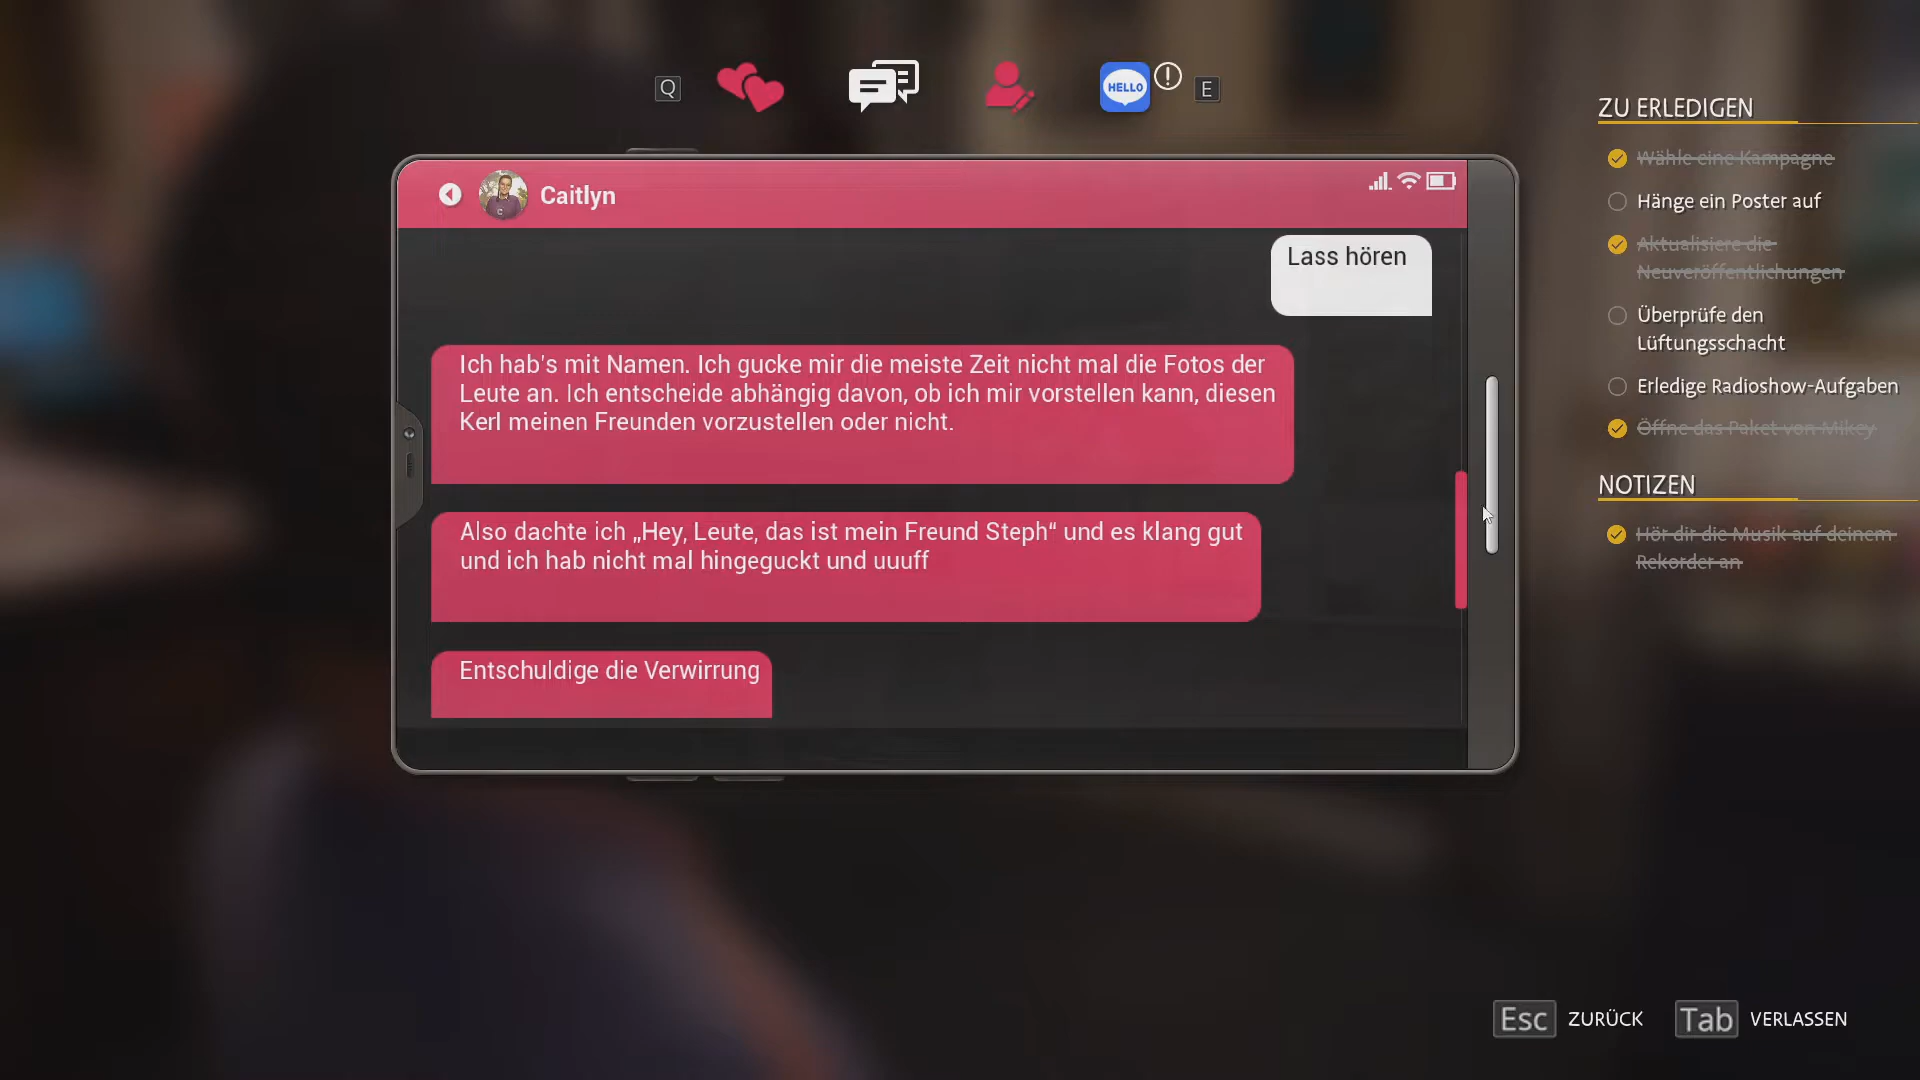 Q
HELLO
!
E
Caitlyn
Lass hören
Ich hab's mit Namen. Ich gucke mir die meiste Zeit nicht mal die Fotos der
Leute an. Ich entscheide abhängig davon, ob ich mir vorstellen kann, diesen
Kerl meinen Freunden vorzustellen oder nicht.
Also dachte ich „Hey, Leute, das ist mein Freund Steph“ und es klang gut
und ich hab nicht mal hingeguckt und uuuff
Entschuldige die Verwirrung
ZU ERLEDIGEN
Wähle eine Kampagne
Hänge ein Poster auf
Aktualisiere die
Neuveröffentlichungen
Überprüfe den
Lüftungsschacht
Erledige Radioshow-Aufgaben
Öffne das Paket von Mikey
NOTIZEN
Hör dir die Musik auf deinem
Rekorder an
Esc ZURÜCK Tab VERLASSEN